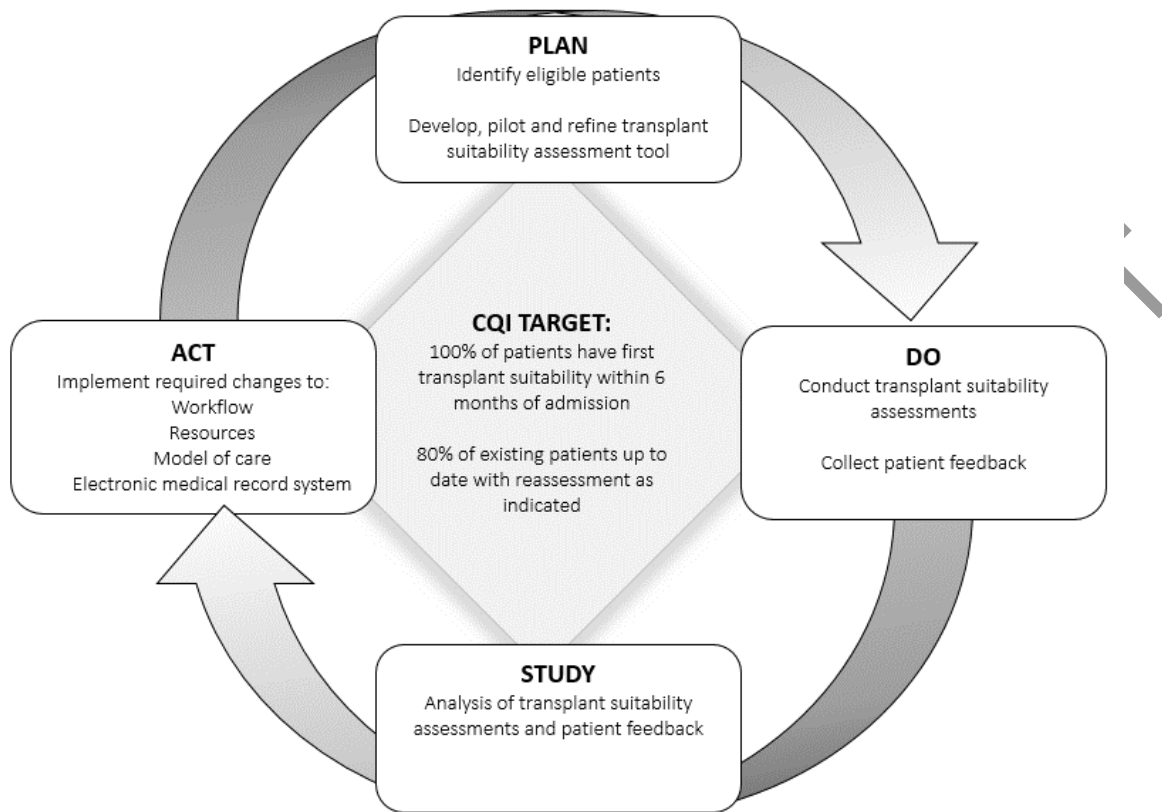 PLAN
Identify eligible patients
Develop, pilot and refine transplant
suitability assessment tool
CQI TARGET:
100% of patients have first
transplant suitability within 6
months of admission
80% of existing patients up to
date with reassessment as
indicated
ACT
Implement required changes to:
Workflow
Resources
Model of care
Electronic medical record system
DO
Conduct transplant suitability
assessments
Collect patient feedback
STUDY
Analysis of transplant suitability
assessments and patient feedback